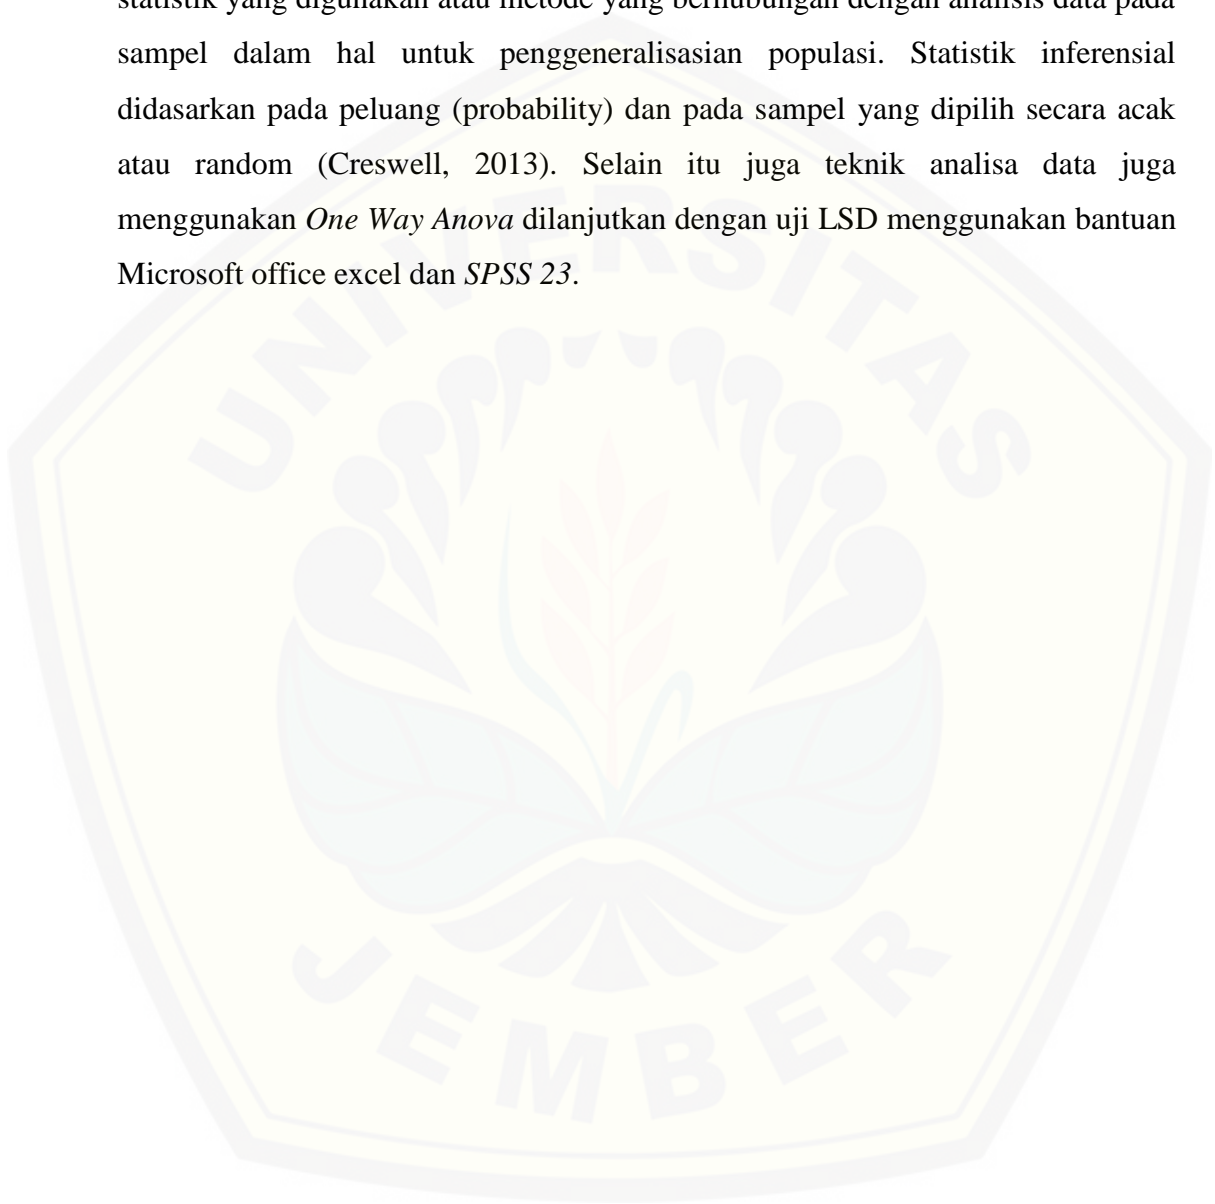 statistik yang digunakan atau metode yang berhubungan dengan analisis data pada
sampel dalam hal untuk penggeneralisasian populasi. Statistik inferensial
didasarkan pada peluang (probability) dan pada sampel yang dipilih secara acak
atau random (Creswell, 2013). Selain itu juga teknik analisa data juga
menggunakan One Way Anova dilanjutkan dengan uji LSD menggunakan bantuan
Microsoft office excel dan SPSS 23.
UNIVERSITAS
JEMBER